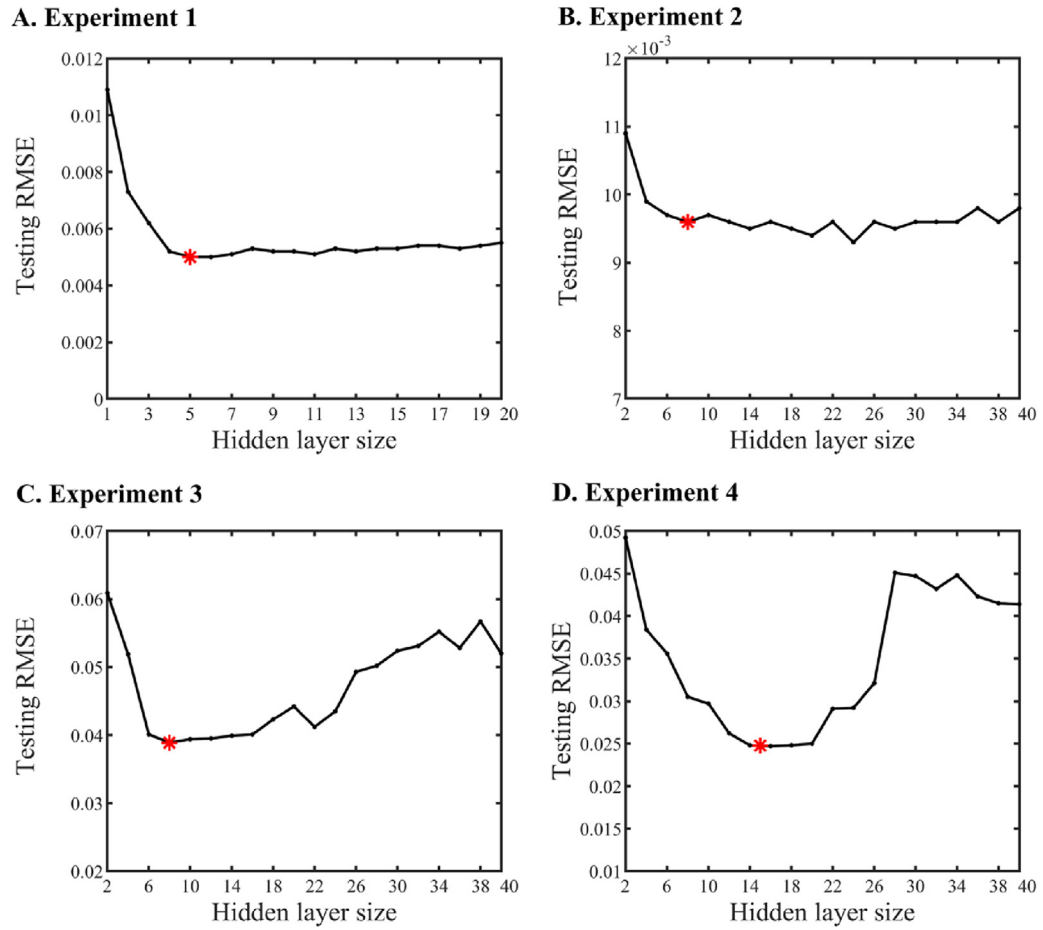 A. Experiment 1
0.012
0.01
0.008
0.006
0.004
0.002
0
Testing RMSE
1 3 5 7 9 11 13 15 17 19 20
Hidden layer size
B. Experiment 2
×10⁻³
12
11
10
9
8
7
Testing RMSE
2 6 10 14 18 22 26 30 34 38 40
Hidden layer size
C. Experiment 3
0.07
0.06
0.05
0.04
0.03
0.02
Testing RMSE
2 6 10 14 18 22 26 30 34 38 40
Hidden layer size
D. Experiment 4
0.05
0.045
0.04
0.035
0.03
0.025
0.02
0.015
0.01
Testing RMSE
2 6 10 14 18 22 26 30 34 38 40
Hidden layer size